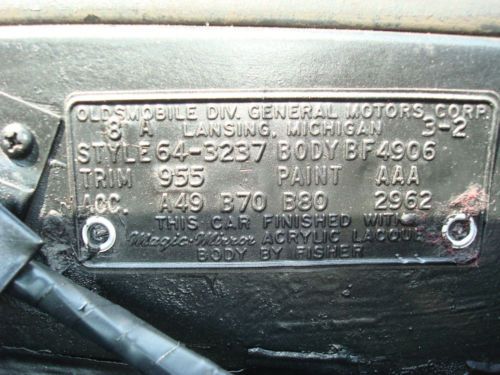 OLDSMOBILE DIV. GENERAL MOTORS CORP.
8 A LANSING, MICHIGAN 3-2
STYLE 64-3237 BODY BF4906
TRIM 955 PAINT AAA
ACC. A49 B70 B80 2962
THIS CAR FINISHED WITH
Magic-Mirror ACRYLIC LACQUE
BODY BY FISHER